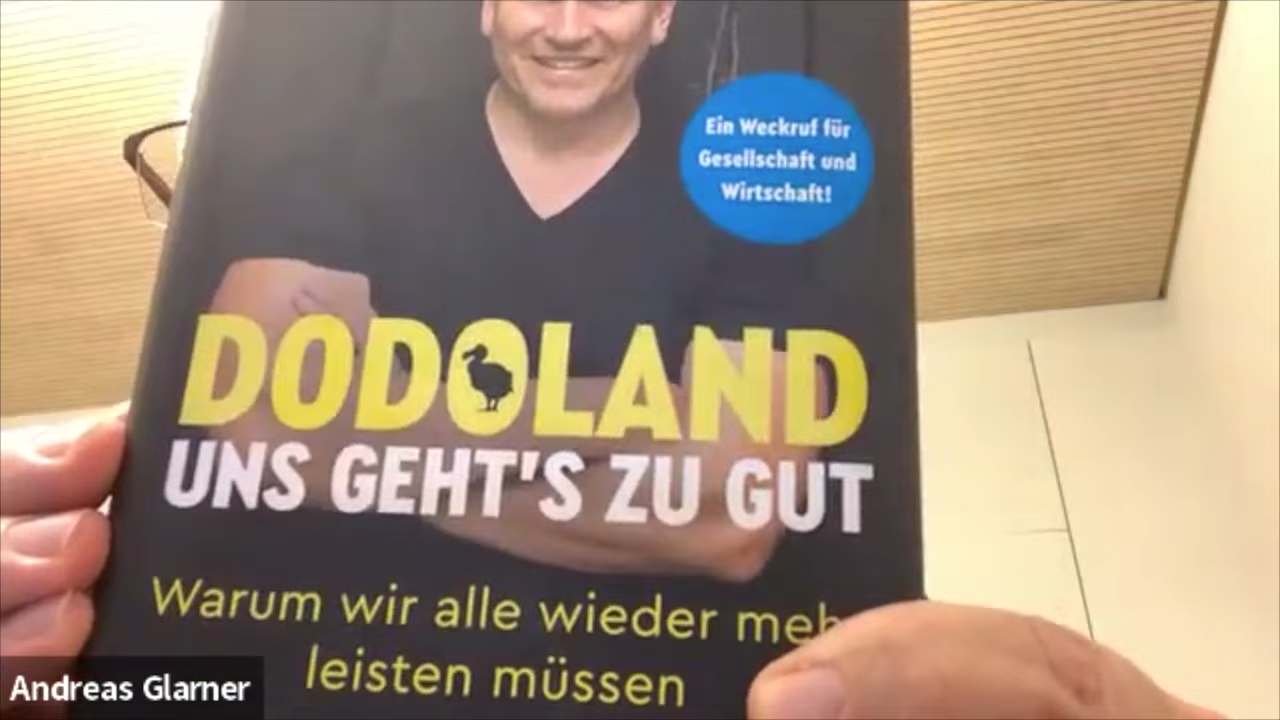 Ein Weckruf für
Gesellschaft und
Wirtschaft!
DODOLAND
UNS GEHT'S ZU GUT
Warum wir alle wieder meh
leisten müssen
Andreas Glarner